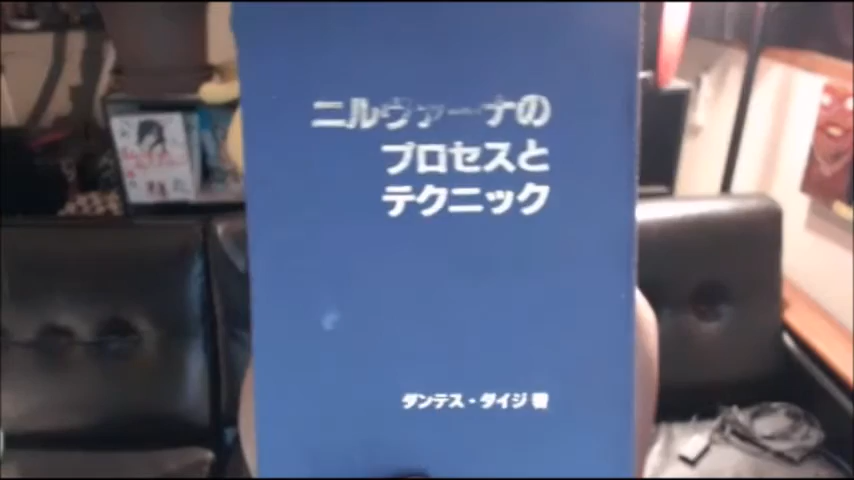 ニルヴァーナの
プロセスと
テクニック
ダンテス・ダイジ 著